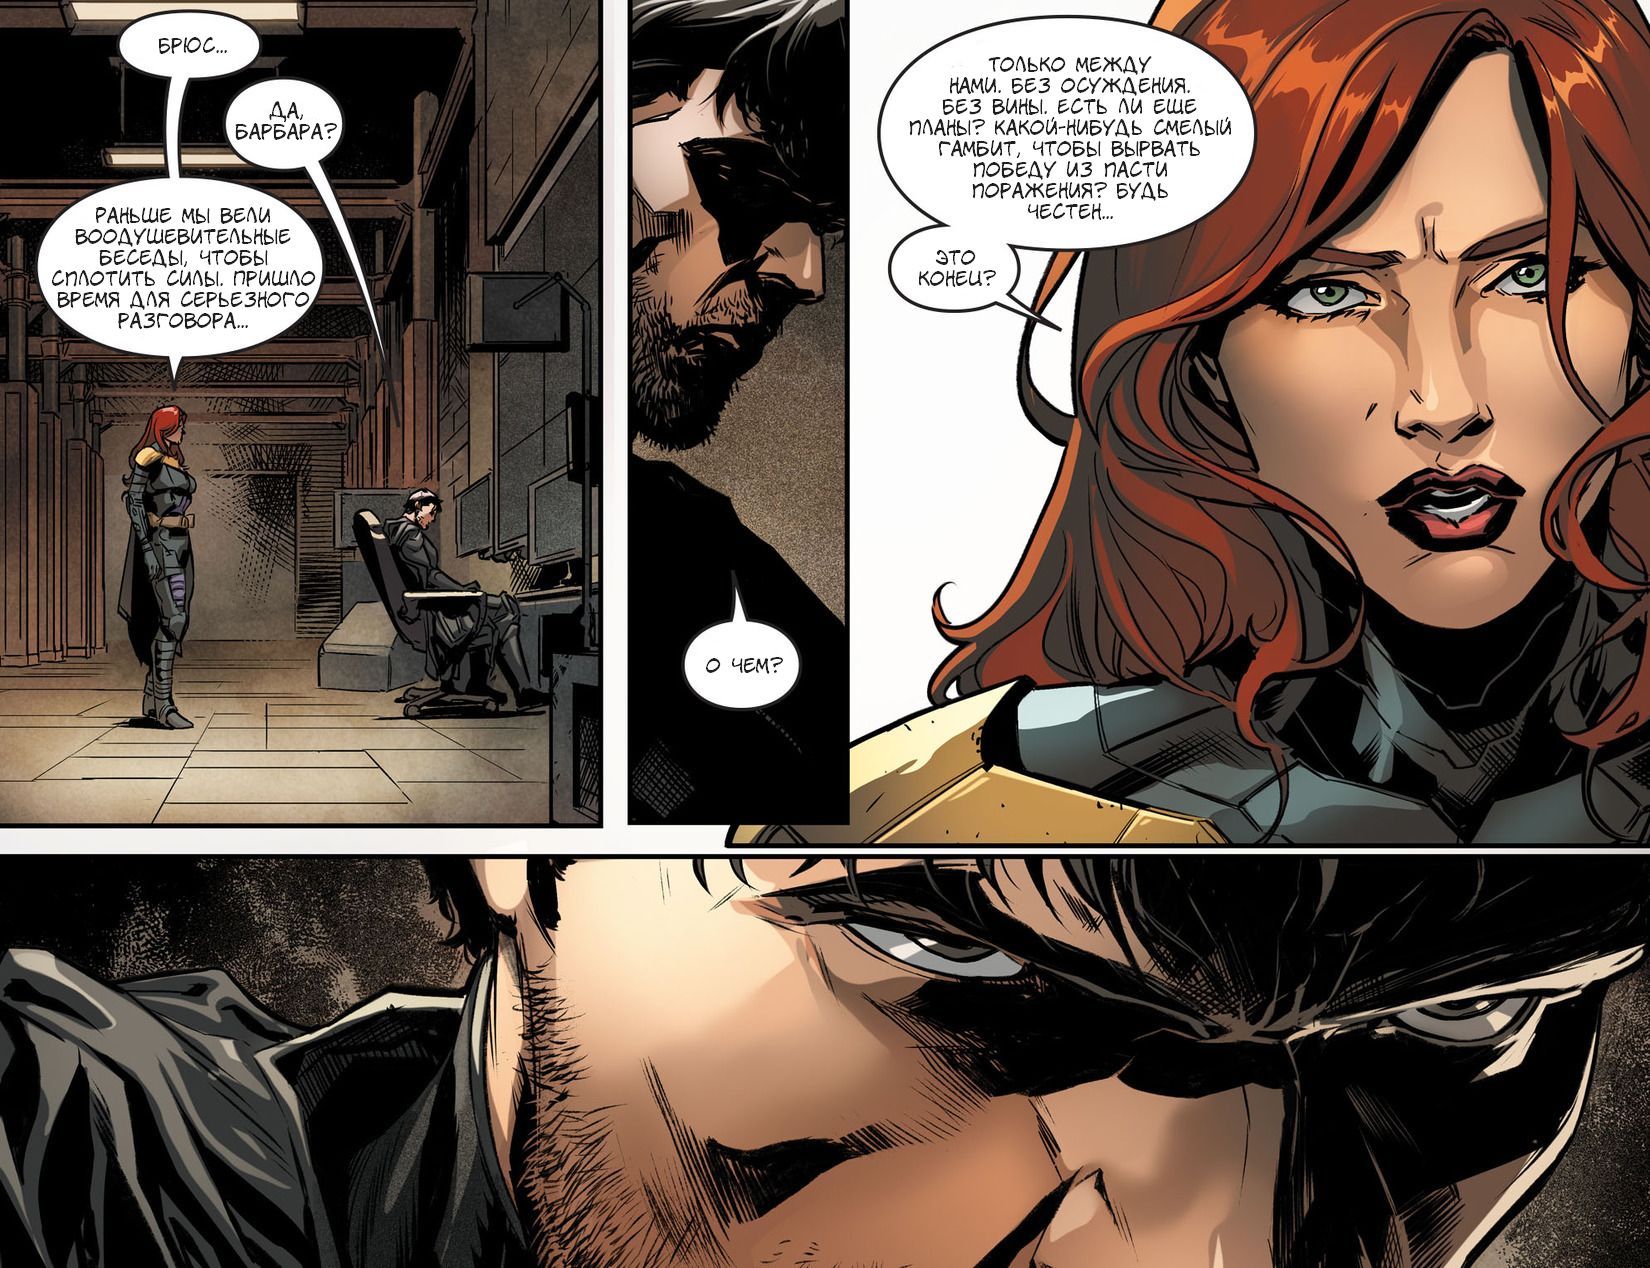 БРЮС...
ДА,
БАРБАРА?
РАНЬШЕ МЫ ВЕЛИ
ВООДУШЕВИТЕЛЬНЫЕ
БЕСЕДЫ, ЧТОБЫ
СПЛОТИТЬ СИЛЫ. ПРИШЛО
ВРЕМЯ ДЛЯ СЕРЬЕЗНОГО
РАЗГОВОРА...
О ЧЕМ?
ТОЛЬКО МЕЖДУ
НАМИ. БЕЗ ОСУЖДЕНИЯ.
БЕЗ ВИНЫ. ЕСТЬ ЛИ ЕЩЕ
ПЛАНЫ? КАКОЙ-НИБУДЬ СМЕЛЫЙ
ГАМБИТ, ЧТОБЫ ВЫРВАТЬ
ПОБЕДУ ИЗ ПАСТИ
ПОРАЖЕНИЯ? БУДЬ
ЧЕСТЕН...
ЭТО
КОНЕЦ?